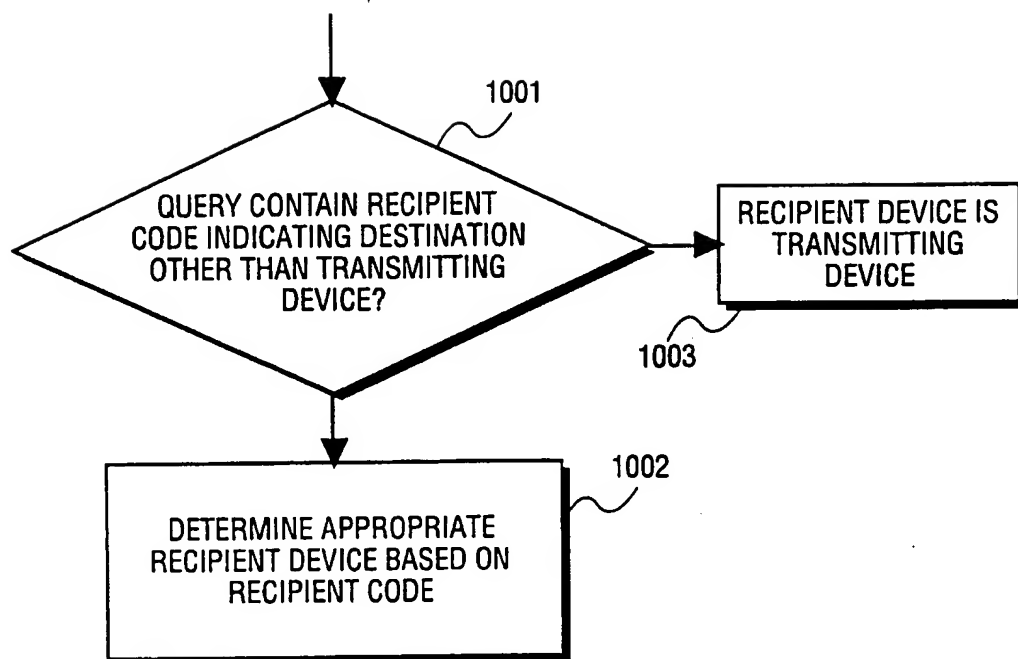 1001
QUERY CONTAIN RECIPIENT
CODE INDICATING DESTINATION
OTHER THAN TRANSMITTING
DEVICE?
RECIPIENT DEVICE IS
TRANSMITTING
DEVICE
1003
1002
DETERMINE APPROPRIATE
RECIPIENT DEVICE BASED ON
RECIPIENT CODE